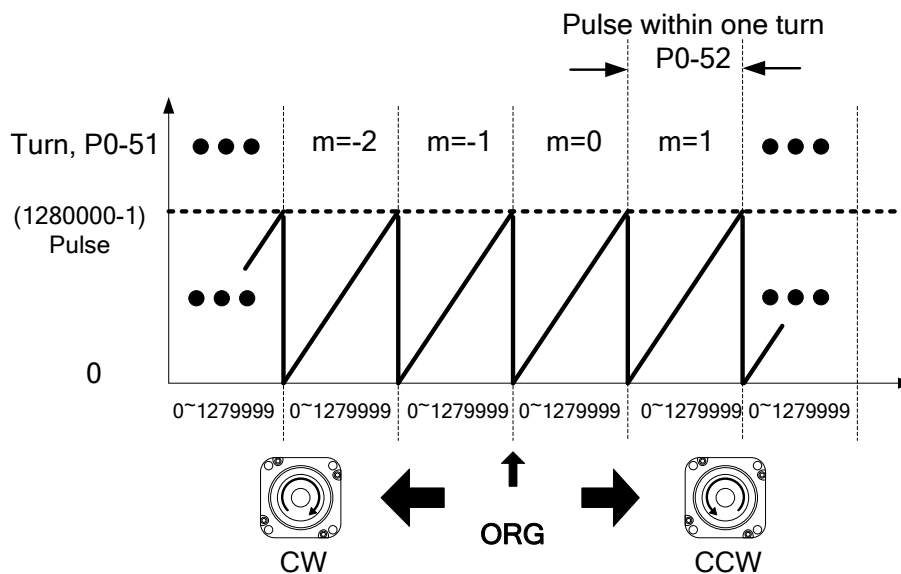 Pulse within one turn
P0-52
Turn, P0-51
m=-2
m=-1
m=0
m=1
(1280000-1)
Pulse
0
0~1279999
0~1279999
0~1279999
0~1279999
0~1279999
0~1279999
ORG
CW
CCW